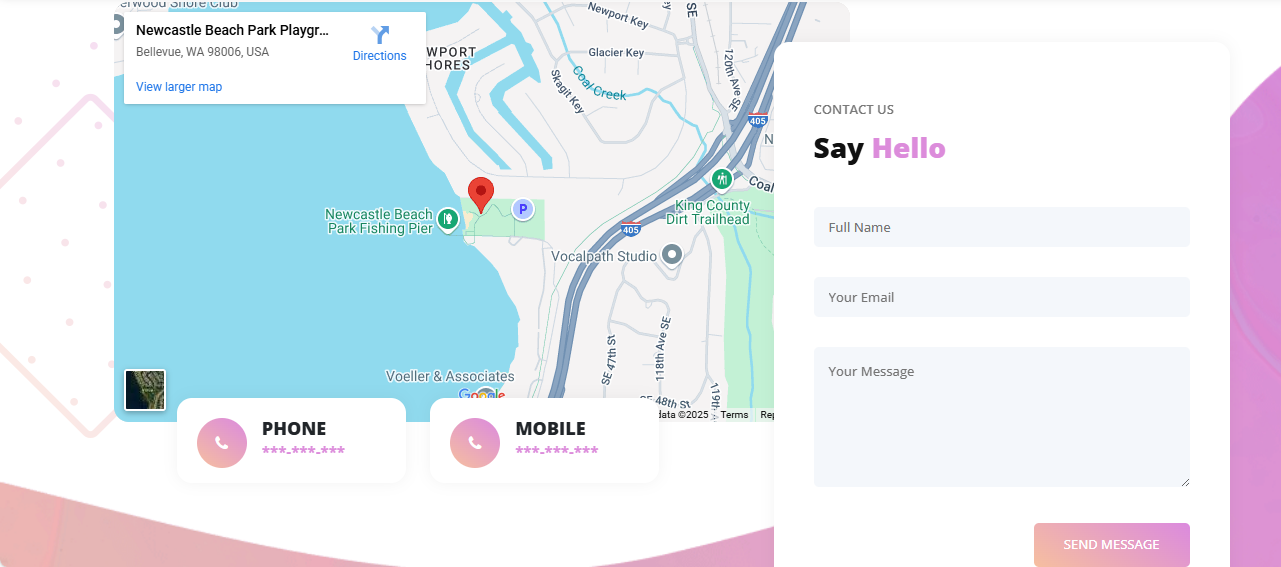 erwood Shore Club
Newcastle Beach Park Playgr...
Bellevue, WA 98006, USA
Directions
View larger map
WPORT
HORES
Newport Key
SE
Glacier Key
Skagit Key
Coal Creek
120th Ave SE
405
N
Coal
P
Newcastle Beach
Park Fishing Pier
King County
Dirt Trailhead
405
Vocalpath Studio
SE 47th St
118th Ave SE
119th
SE 48th St
Voeller & Associates
Google
data ©2025
Terms
Rep
PHONE
***-***-***
MOBILE
***-***-***
CONTACT US
Say Hello
Full Name
Your Email
Your Message
SEND MESSAGE